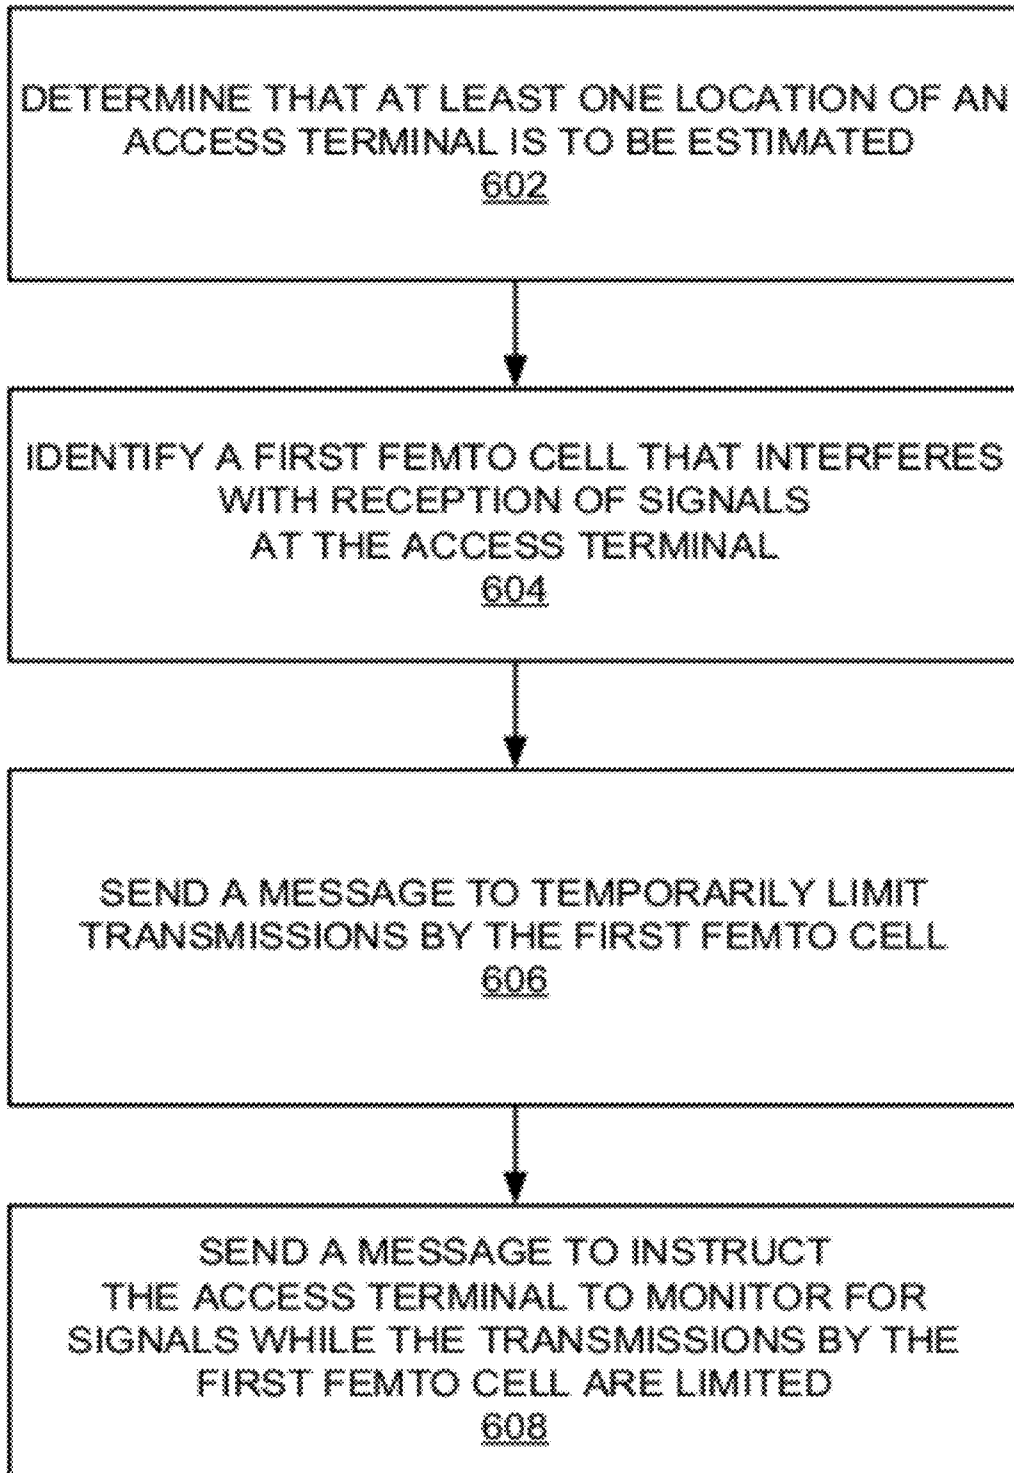 DETERMINE THAT AT LEAST ONE LOCATION OF AN
ACCESS TERMINAL IS TO BE ESTIMATED
602
IDENTIFY A FIRST FEMTO CELL THAT INTERFERES
WITH RECEPTION OF SIGNALS
AT THE ACCESS TERMINAL
604
SEND A MESSAGE TO TEMPORARILY LIMIT
TRANSMISSIONS BY THE FIRST FEMTO CELL
606
SEND A MESSAGE TO INSTRUCT
THE ACCESS TERMINAL TO MONITOR FOR
SIGNALS WHILE THE TRANSMISSIONS BY THE
FIRST FEMTO CELL ARE LIMITED
608